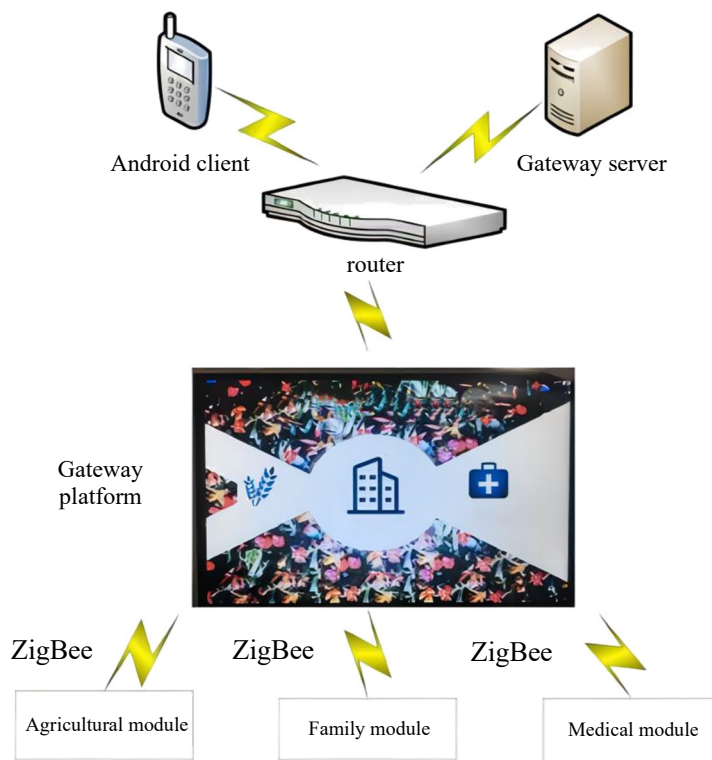 Android client
Gateway server
router
Gateway
platform
ZigBee
ZigBee
ZigBee
Agricultural module
Family module
Medical module